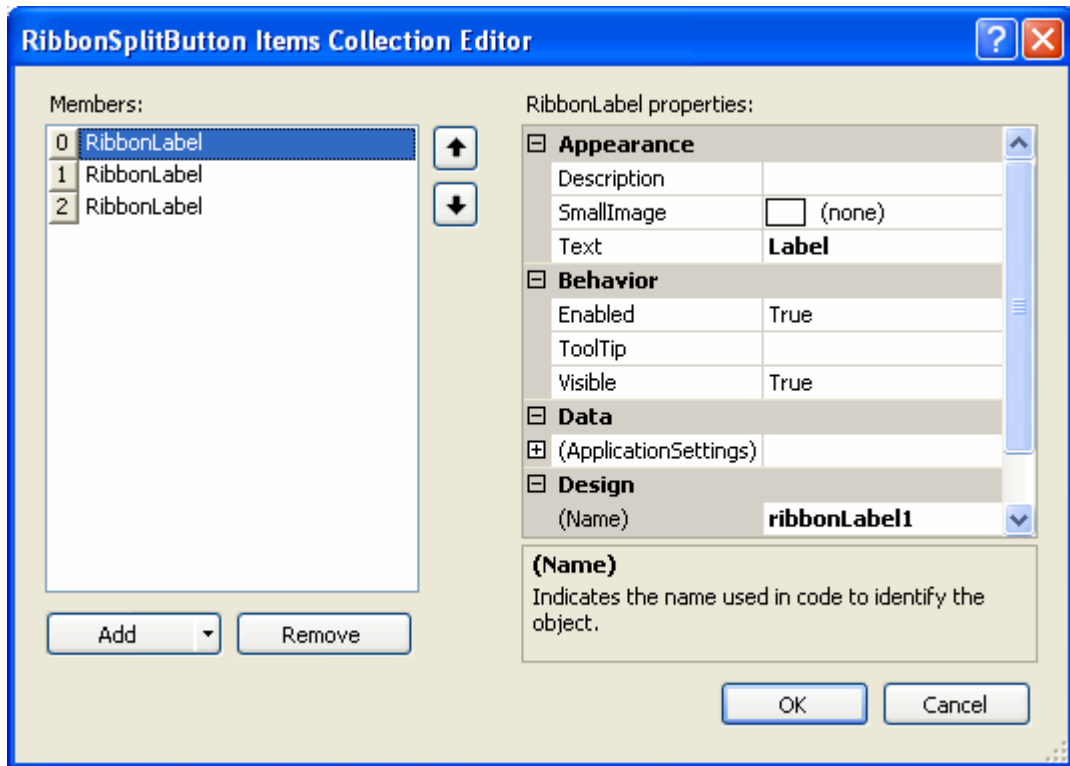 RibbonSplitButton Items Collection Editor
Members:
0 RibbonLabel
1 RibbonLabel
2 RibbonLabel
Add
Remove
RibbonLabel properties:
Appearance
Description
SmallImage (none)
Text Label
Behavior
Enabled True
ToolTip
Visible True
Data
(ApplicationSettings)
Design
(Name) ribbonLabel1
(Name)
Indicates the name used in code to identify the
object.
OK
Cancel